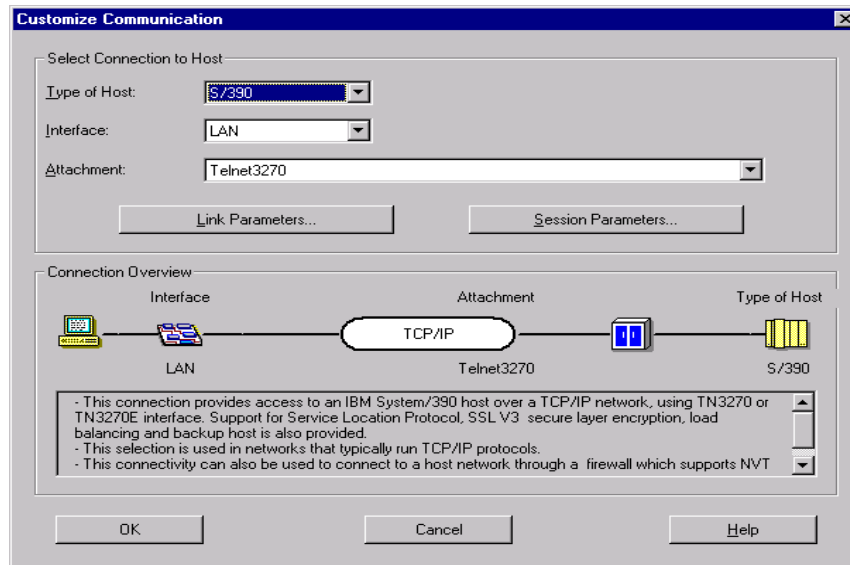 Customize Communication
Select Connection to Host
Type of Host:
S/390
Interface:
LAN
Attachment:
Telnet3270
Link Parameters...
Session Parameters...
Connection Overview
Interface
Attachment
Type of Host
TCP/IP
LAN
Telnet3270
S/390
- This connection provides access to an IBM System/390 host over a TCP/IP network, using TN3270 or
TN3270E interface. Support for Service Location Protocol, SSL V3 secure layer encryption, load
balancing and backup host is also provided.
- This selection is used in networks that typically run TCP/IP protocols.
- This connectivity can also be used to connect to a host network through a firewall which supports NVT
OK
Cancel
Help